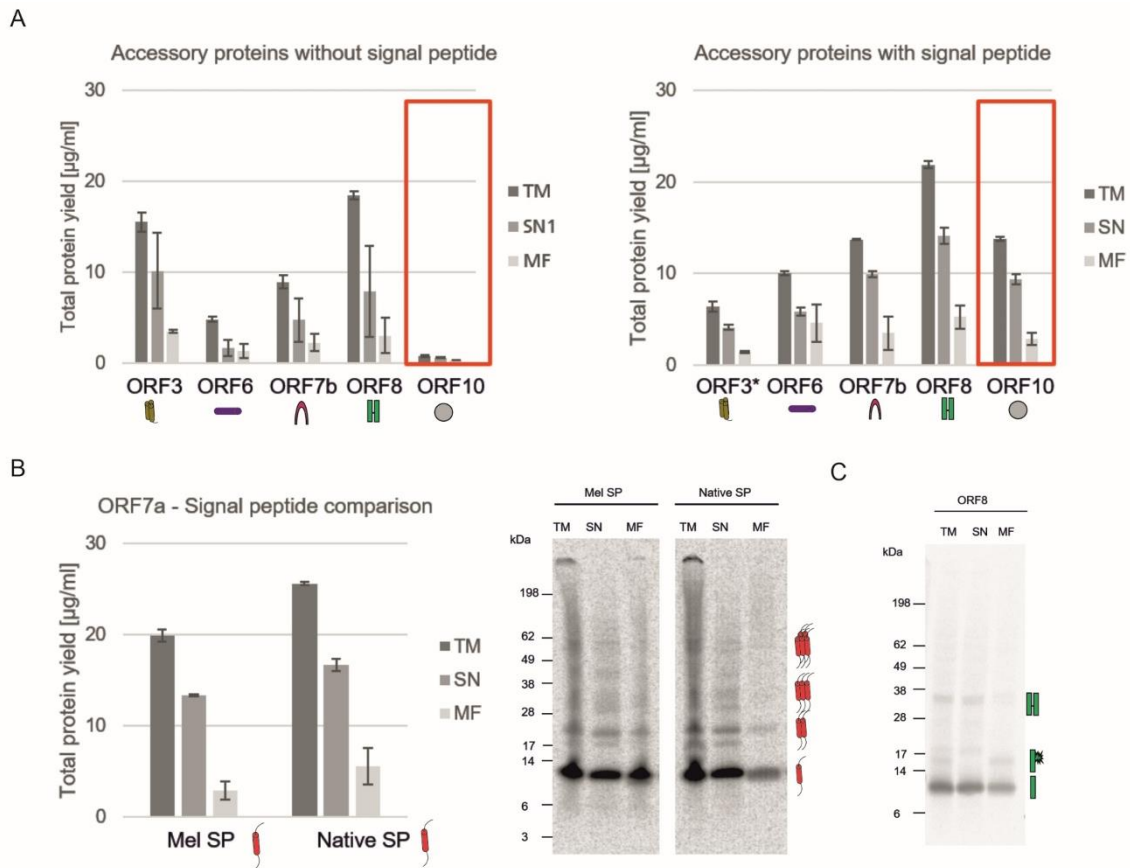 A
Accessory proteins without signal peptide
Total protein yield [µg/ml]
30
20
10
0
TM
SN1
MF
ORF3 ORF6 ORF7b ORF8 ORF10
Accessory proteins with signal peptide
Total protein yield [µg/ml]
30
20
10
0
TM
SN
MF
ORF3* ORF6 ORF7b ORF8 ORF10
B
ORF7a - Signal peptide comparison
Total protein yield [µg/ml]
30
20
10
0
TM
SN
MF
Mel SP Native SP
Mel SP Native SP
TM SN MF TM SN MF
kDa
198
62
49
38
28
17
14
6
3
C
ORF8
TM SN MF
kDa
198
62
49
38
28
17
14
6